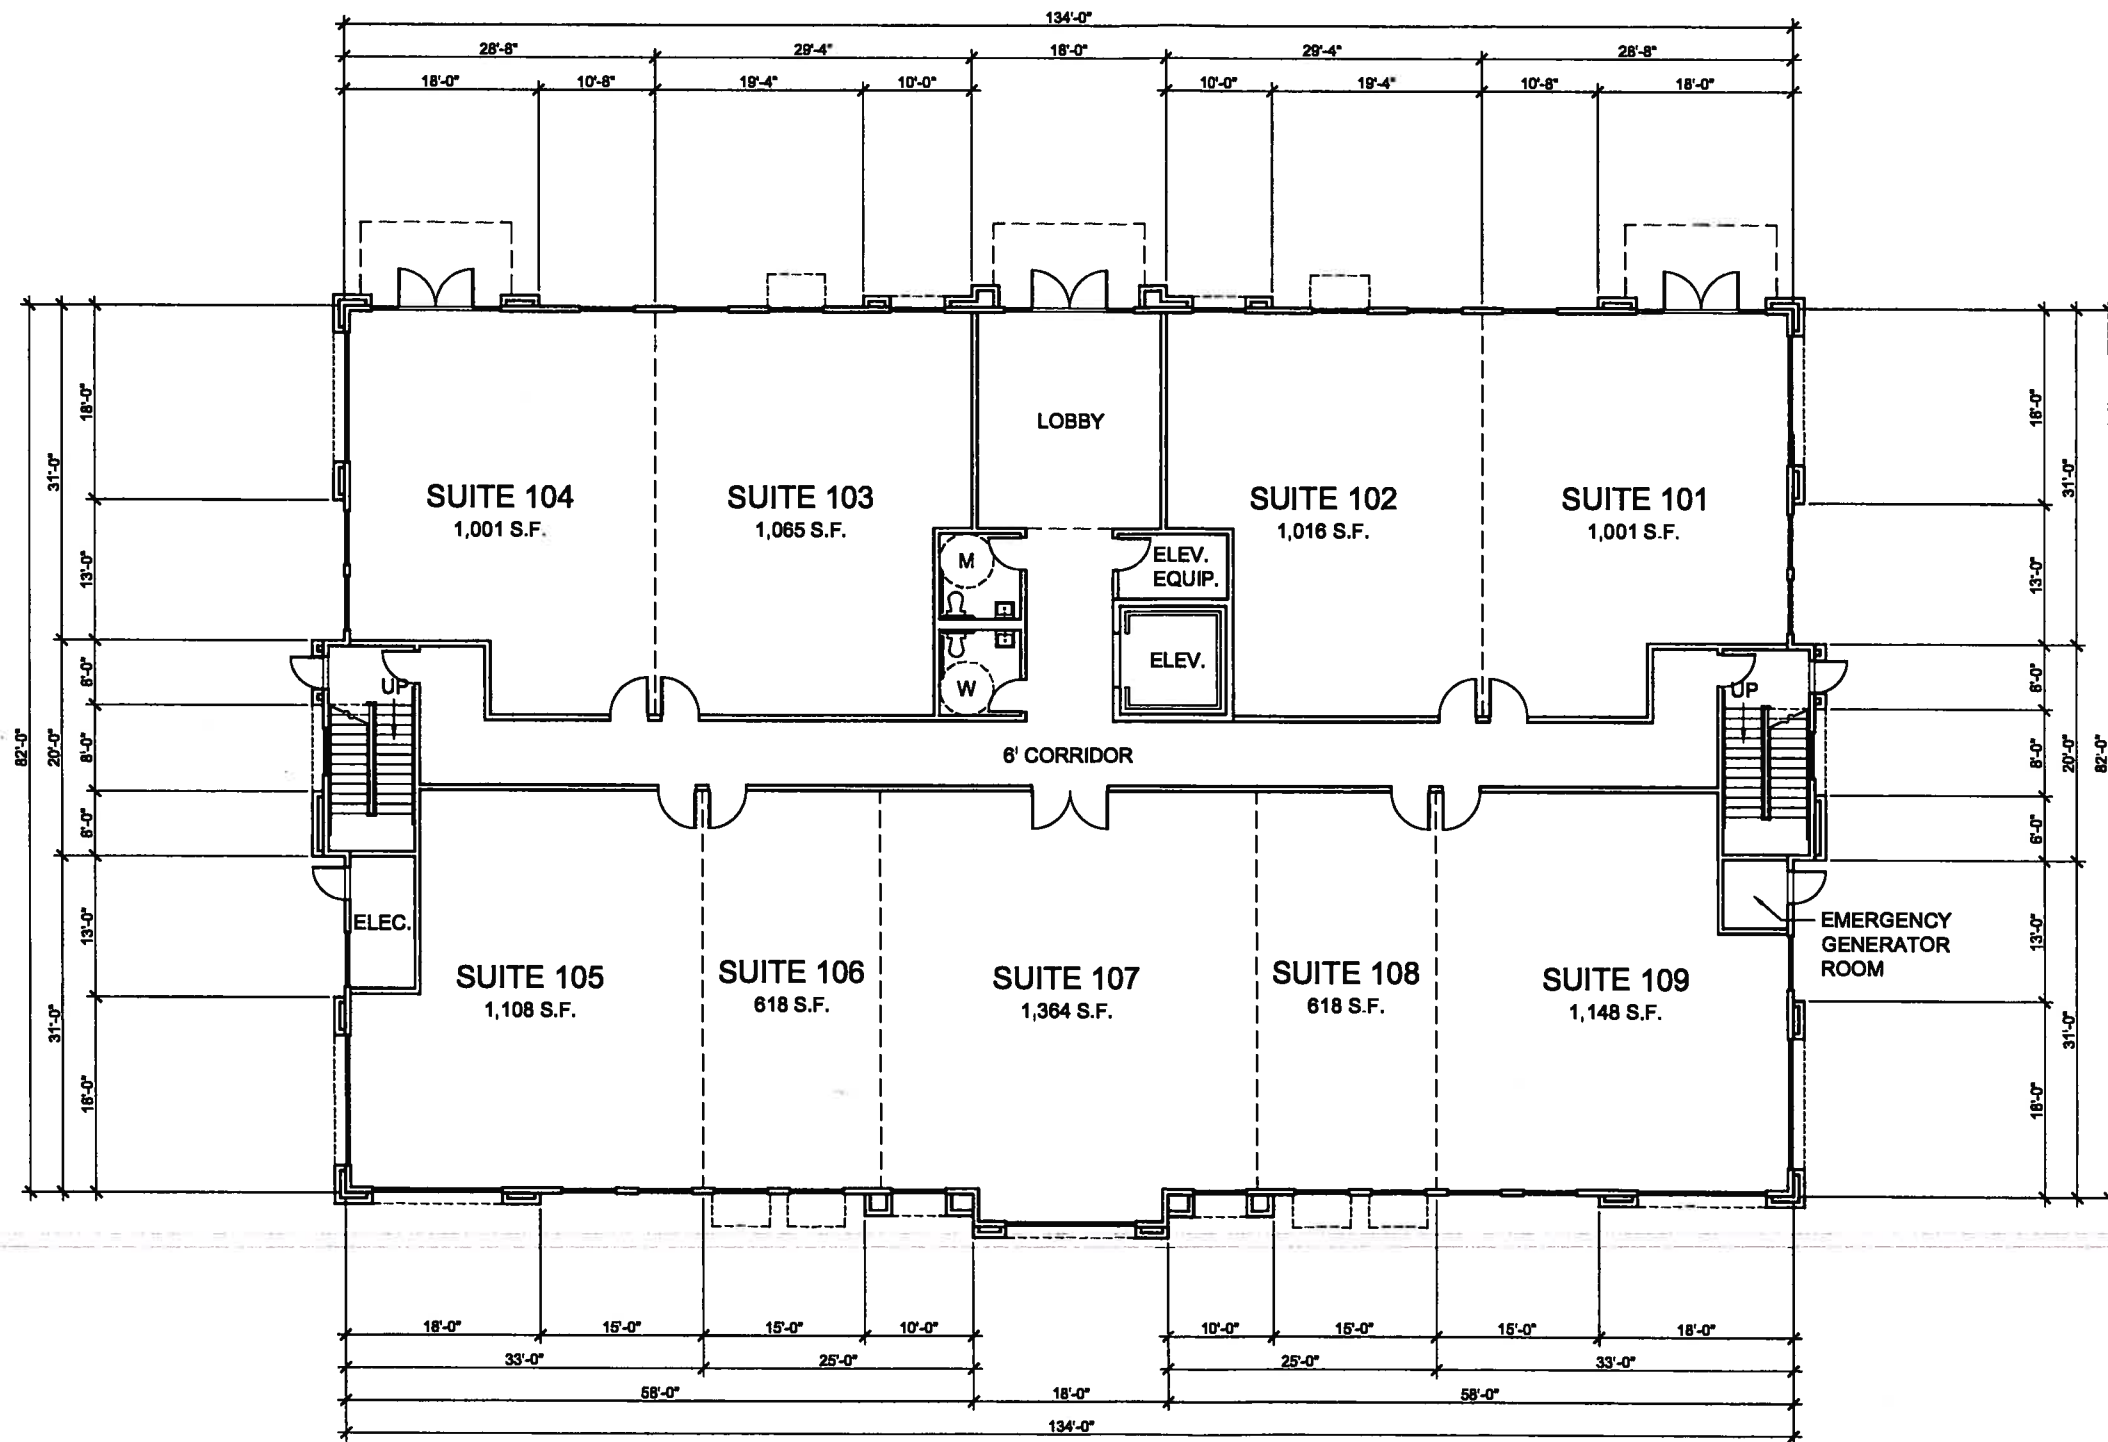 134'-0"
28'-8"
29'-4"
18'-0"
29'-4"
28'-8"
18'-0"
10'-8"
19'-4"
10'-0"
10'-0"
19'-4"
10'-8"
18'-0"
82'-0"
31'-0"
20'-0"
31'-0"
18'-0"
13'-0"
6'-0"
8'-0"
6'-0"
13'-0"
18'-0"
LOBBY
SUITE 104
1,001 S.F.
SUITE 103
1,065 S.F.
SUITE 102
1,016 S.F.
SUITE 101
1,001 S.F.
M
W
ELEV.
EQUIP.
ELEV.
UP
UP
6' CORRIDOR
ELEC.
EMERGENCY
GENERATOR
ROOM
SUITE 105
1,108 S.F.
SUITE 106
618 S.F.
SUITE 107
1,364 S.F.
SUITE 108
618 S.F.
SUITE 109
1,148 S.F.
18'-0"
13'-0"
6'-0"
8'-0"
6'-0"
13'-0"
18'-0"
31'-0"
20'-0"
31'-0"
82'-0"
18'-0"
15'-0"
15'-0"
10'-0"
10'-0"
15'-0"
15'-0"
18'-0"
33'-0"
25'-0"
25'-0"
33'-0"
58'-0"
18'-0"
58'-0"
134'-0"